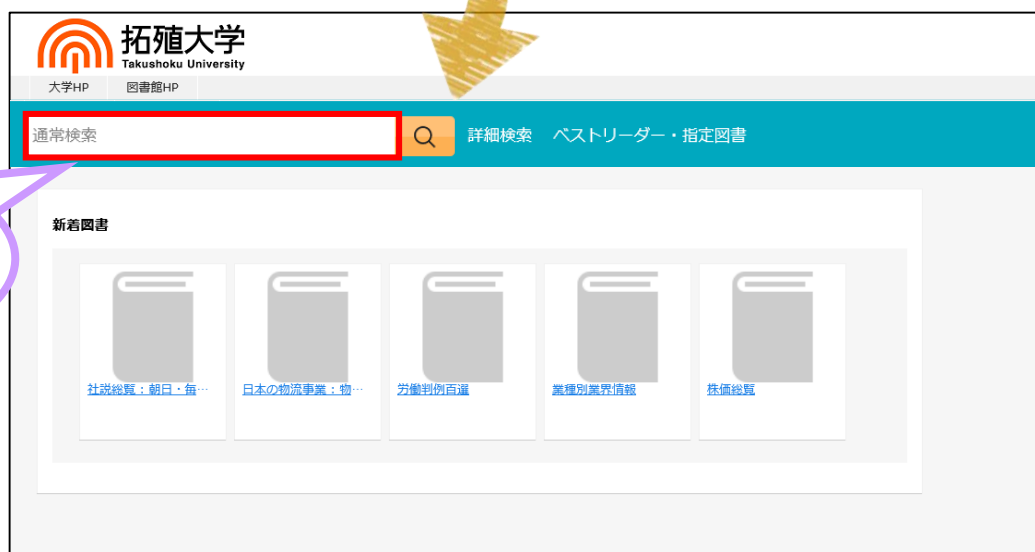 拓殖大学
Takushoku University
大学HP 図書館HP
通常検索 詳細検索 ベストリーダー・指定図書
新着図書
社説総覧：朝日・毎… 日本の物流事業：物… 労働判例百選 業種別業界情報 株価総覧